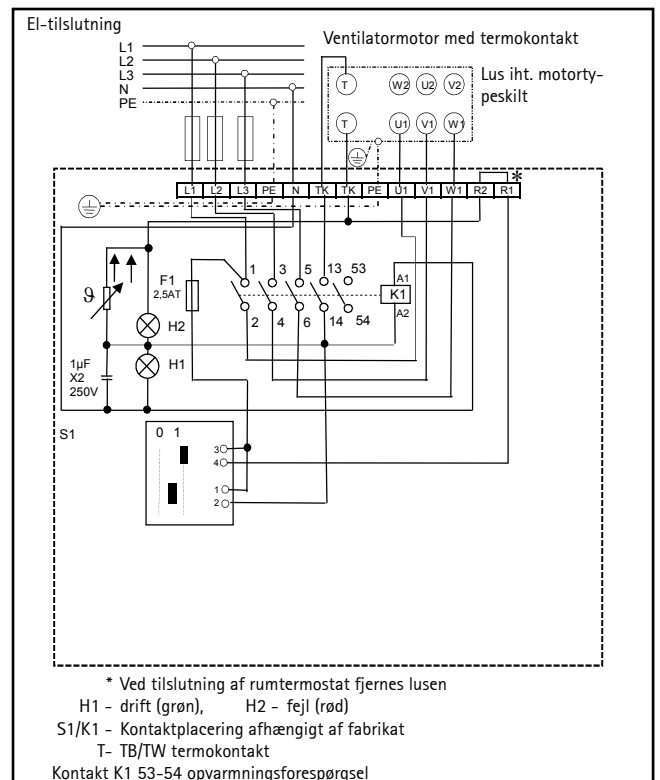 El-tilslutning
Ventilatormotor med termokontakt
L1
L2
L3
N
PE
Lus iht. motorty-
peskilt
T W2 U2 V2
T U1 V1 W1
*
L1 L2 L3 PE N TK TK PE U1 V1 W1 R2 R1
1 3 5 13 53
F1
2,5AT
ϑ
A1
K1
A2
2 4 6 14 54
H2
H1
1µF
X2
250V
S1
0 1
3
4
1
2
* Ved tilslutning af rumtermostat fjernes lusen
H1 - drift (grøn), H2 - fejl (rød)
S1/K1 - Kontaktplacering afhængigt af fabrikat
T- TB/TW termokontakt
Kontakt K1 53-54 opvarmningsforespørgsel